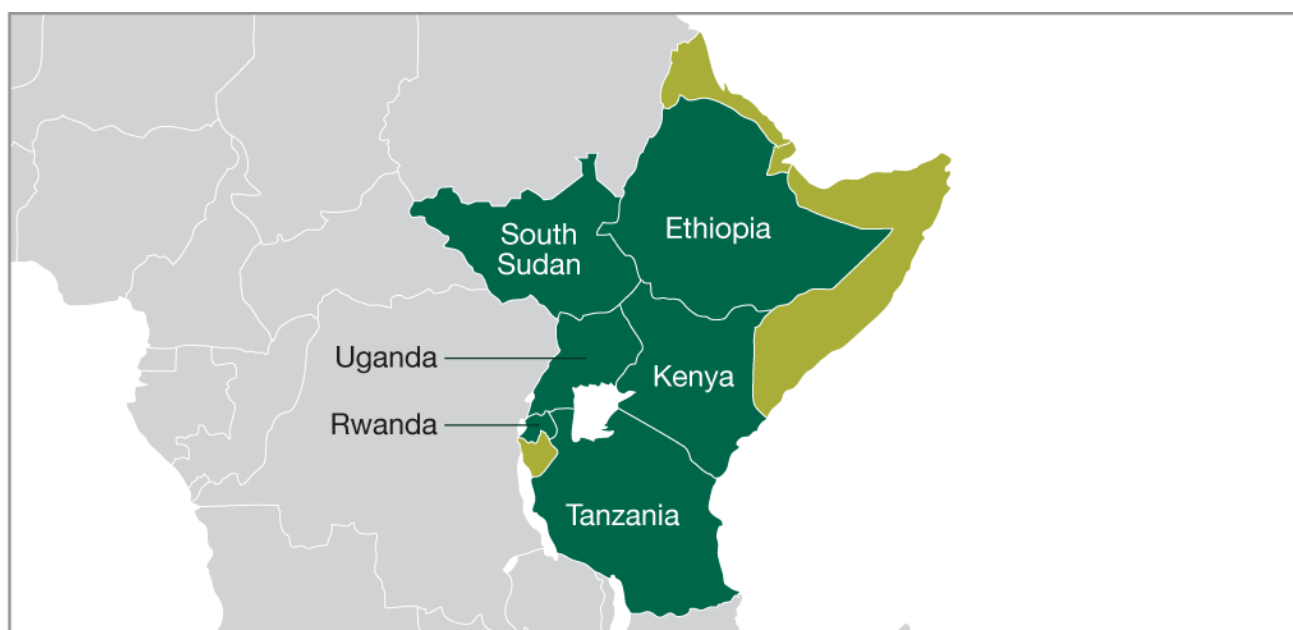 South
Sudan
Ethiopia
Uganda
Kenya
Rwanda
Tanzania